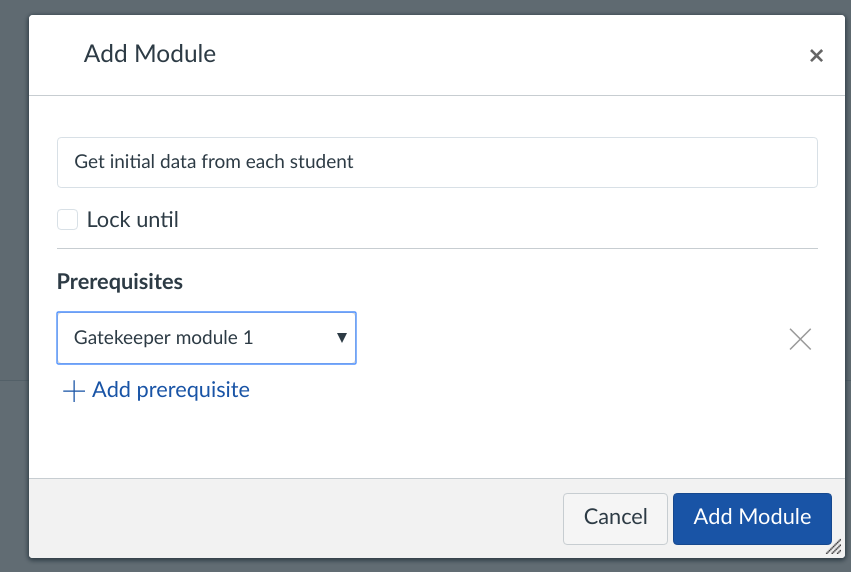 Add Module
Get initial data from each student
Lock until
Prerequisites
Gatekeeper module 1
Add prerequisite
Cancel
Add Module